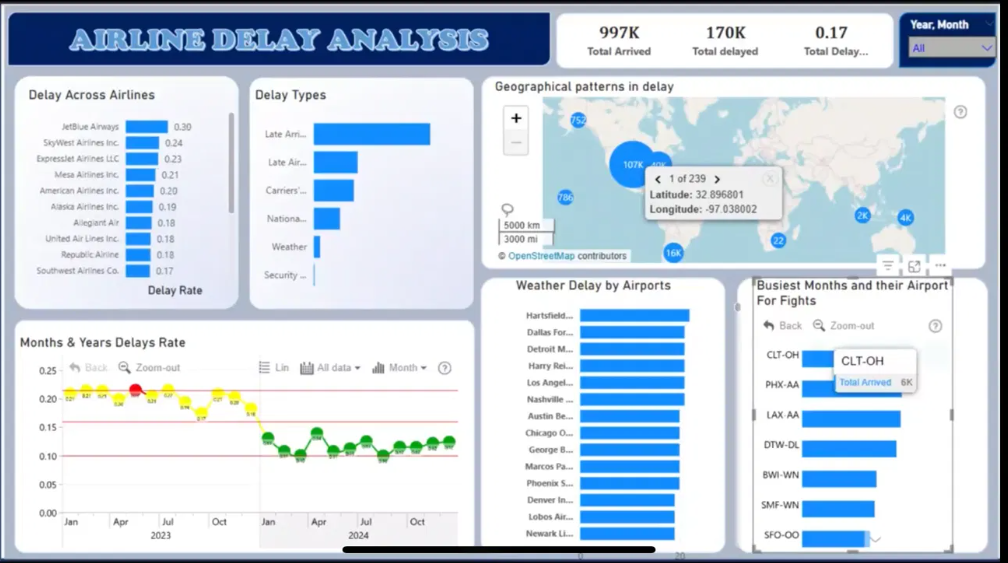 AIRLINE DELAY ANALYSIS
997K
Total Arrived
170K
Total delayed
0.17
Total Delay...
Year, Month
All
Delay Across Airlines
JetBlue Airways 0.30
SkyWest Airlines Inc. 0.24
ExpressJet Airlines LLC 0.23
Mesa Airlines Inc. 0.21
American Airlines Inc. 0.20
Alaska Airlines Inc. 0.19
Allegiant Air 0.18
United Air Lines Inc. 0.18
Republic Airline 0.18
Southwest Airlines Co. 0.17
Delay Rate
Delay Types
Late Arri...
Late Air...
Carriers'...
Nationa...
Weather
Security ...
Geographical patterns in delay
+
−
752
107K
786
2K
4K
22
16K
1 of 239
Latitude: 32.896801
Longitude: -97.038002
5000 km
3000 mi
© OpenStreetMap contributors
Months & Years Delays Rate
Back Zoom-out Lin All data Month
0.25
0.20
0.15
0.10
0.05
0.00
Jan Apr Jul Oct Jan Apr Jul Oct
2023 2024
Weather Delay by Airports
Hartsfield...
Dallas For...
Detroit M...
Harry Rei...
Los Angel...
Nashville ...
Austin Be...
Chicago O...
George B...
Marcos Pa...
Phoenix S...
Denver In...
Lobos Air...
Newark Li...
0 20
Busiest Months and their Airport
For Fights
Back Zoom-out
CLT-OH
PHX-AA
LAX-AA
DTW-DL
BWI-WN
SMF-WN
SFO-OO
CLT-OH
Total Arrived 6K